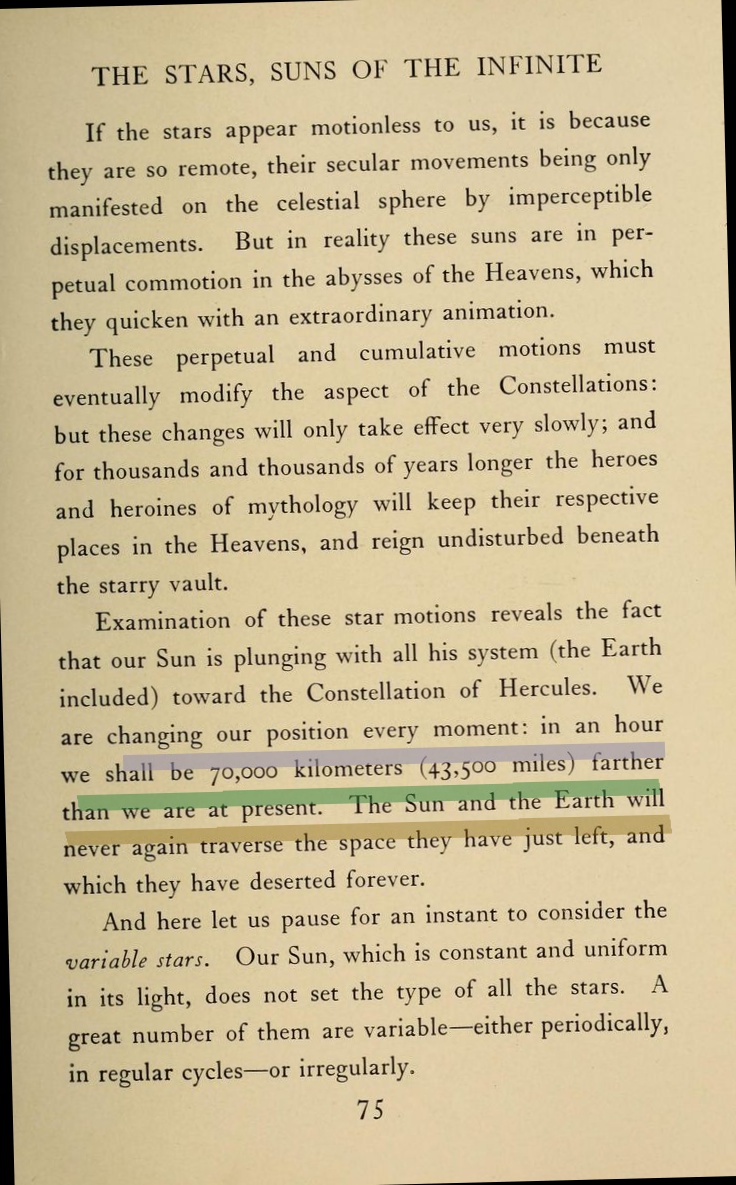 THE STARS, SUNS OF THE INFINITE
If the stars appear motionless to us, it is because
they are so remote, their secular movements being only
manifested on the celestial sphere by imperceptible
displacements. But in reality these suns are in per-
petual commotion in the abysses of the Heavens, which
they quicken with an extraordinary animation.
These perpetual and cumulative motions must
eventually modify the aspect of the Constellations:
but these changes will only take effect very slowly; and
for thousands and thousands of years longer the heroes
and heroines of mythology will keep their respective
places in the Heavens, and reign undisturbed beneath
the starry vault.
Examination of these star motions reveals the fact
that our Sun is plunging with all his system (the Earth
included) toward the Constellation of Hercules. We
are changing our position every moment: in an hour
we shall be 70,000 kilometers (43,500 miles) farther
than we are at present. The Sun and the Earth will
never again traverse the space they have just left, and
which they have deserted forever.
And here let us pause for an instant to consider the
variable stars. Our Sun, which is constant and uniform
in its light, does not set the type of all the stars. A
great number of them are variable—either periodically,
in regular cycles—or irregularly.
75